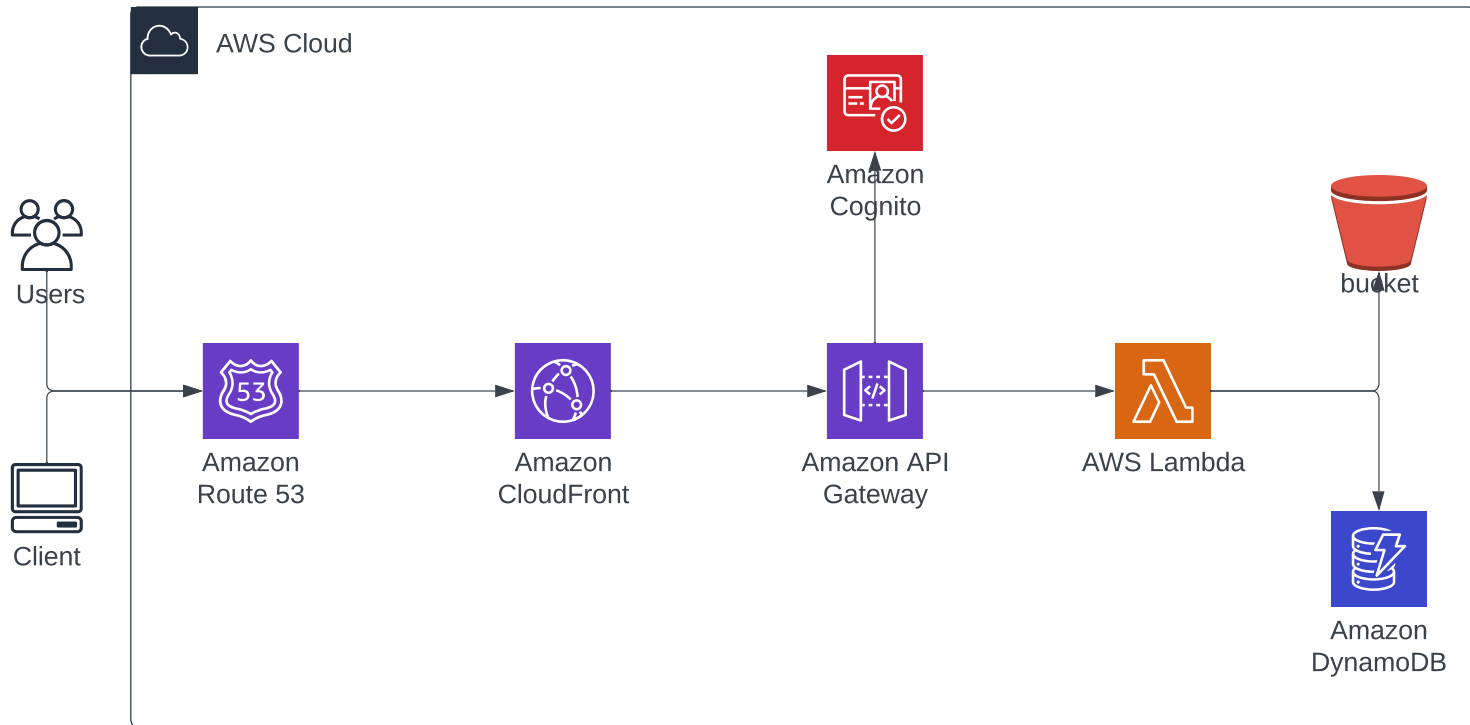 AWS Cloud
Amazon
Cognito
Users
bucket
53
</>
Amazon
Route 53
Amazon
CloudFront
Amazon API
Gateway
AWS Lambda
Client
Amazon
DynamoDB